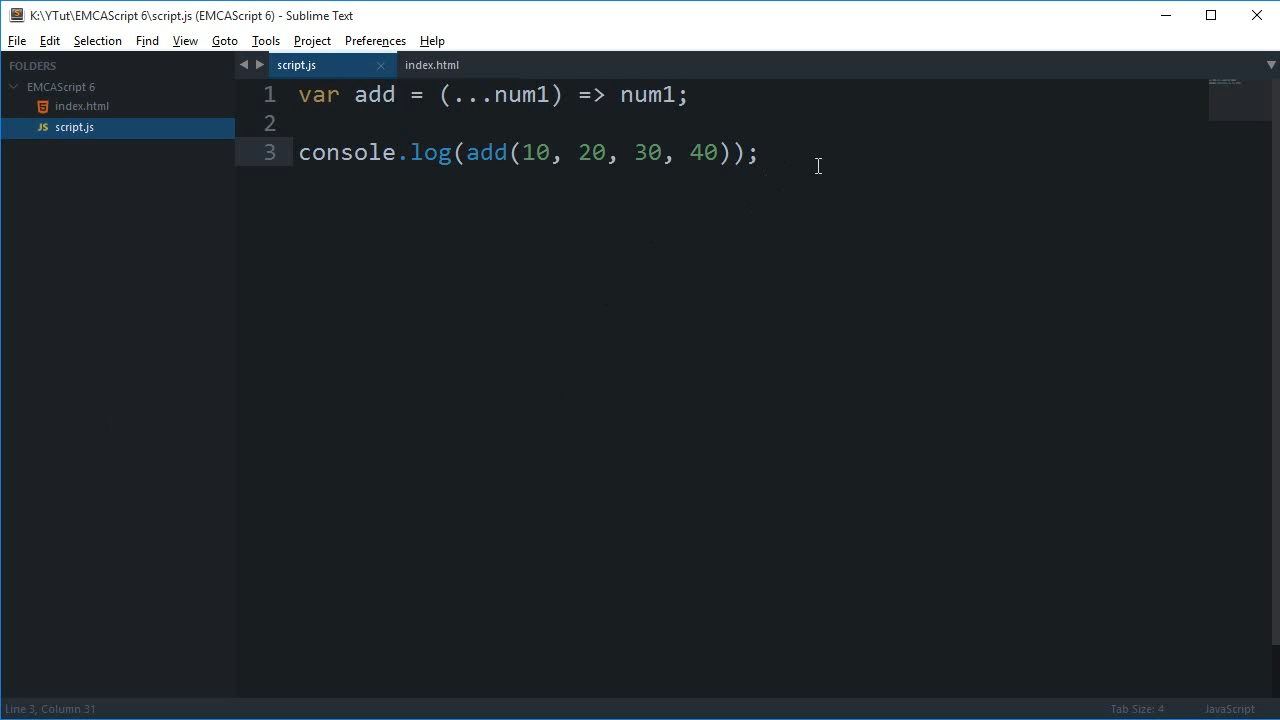 K:\YTut\EMCAScript 6\script.js (EMCAScript 6) - Sublime Text
File Edit Selection Find View Goto Tools Project Preferences Help
FOLDERS
EMCAScript 6
index.html
JS script.js
script.js index.html
1 var add = (...num1) => num1;
2
3 console.log(add(10, 20, 30, 40));
Line 3, Column 31 Tab Size: 4 JavaScript